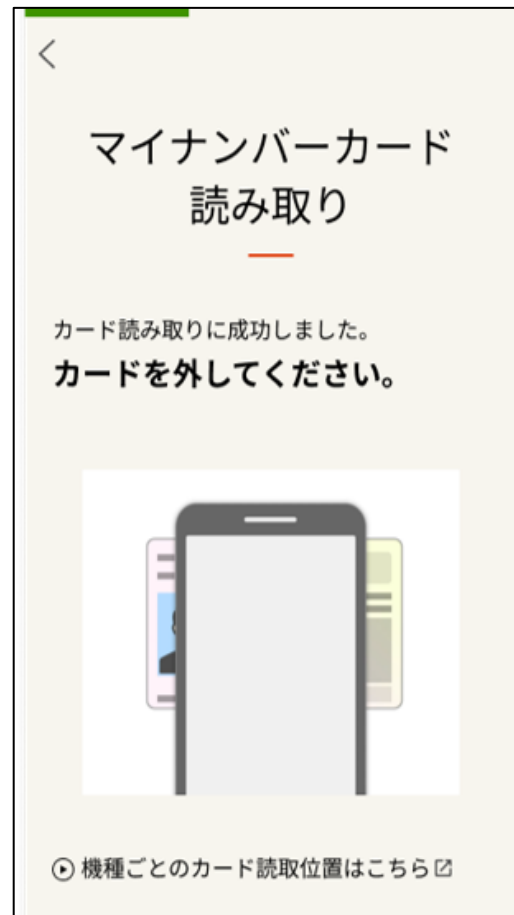 マイナンバーカード
読み取り
カード読み取りに成功しました。
カードを外してください。
機種ごとのカード読取位置はこちら